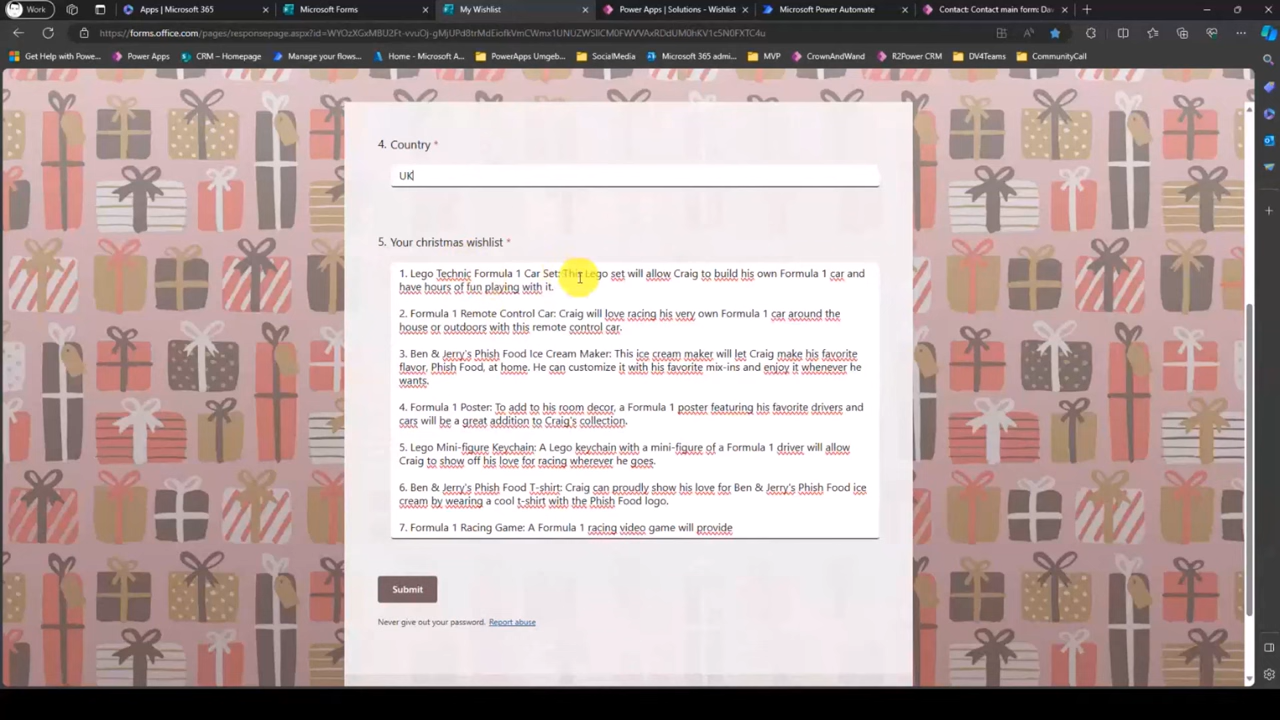 Work
Apps | Microsoft 365
Microsoft Forms
My Wishlist
Power Apps | Solutions - Wishlist
Microsoft Power Automate
Contact: Contact main form: Dav
Get Help with Powe...
Power Apps
CRM – Homepage
Manage your flows...
Home - Microsoft A...
PowerApps Umgeb...
SocialMedia
Microsoft 365 admi...
MVP
CrownAndWand
R2Power CRM
DV4Teams
CommunityCall
4. Country *
UK
5. Your christmas wishlist *
1. Lego Technic Formula 1 Car Set: This Lego set will allow Craig to build his own Formula 1 car and
have hours of fun playing with it.
2. Formula 1 Remote Control Car: Craig will love racing his very own Formula 1 car around the
house or outdoors with this remote control car.
3. Ben & Jerry's Phish Food Ice Cream Maker: This ice cream maker will let Craig make his favorite
flavor, Phish Food, at home. He can customize it with his favorite mix-ins and enjoy it whenever he
wants.
4. Formula 1 Poster: To add to his room decor, a Formula 1 poster featuring his favorite drivers and
cars will be a great addition to Craig's collection.
5. Lego Mini-figure Keychain: A Lego keychain with a mini-figure of a Formula 1 driver will allow
Craig to show off his love for racing wherever he goes.
6. Ben & Jerry's Phish Food T-shirt: Craig can proudly show his love for Ben & Jerry's Phish Food ice
cream by wearing a cool t-shirt with the Phish Food logo.
7. Formula 1 Racing Game: A Formula 1 racing video game will provide
Submit
Never give out your password. Report abuse